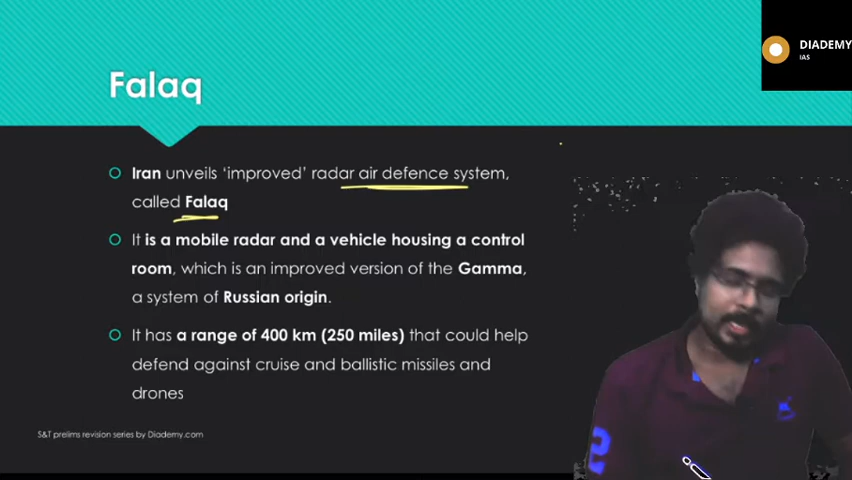 DIADEMY
IAS
Falaq
Iran unveils ‘improved’ radar air defence system,
called Falaq
It is a mobile radar and a vehicle housing a control
room, which is an improved version of the Gamma,
a system of Russian origin.
It has a range of 400 km (250 miles) that could help
defend against cruise and ballistic missiles and
drones
S&T prelims revision series by Diademy.com
2